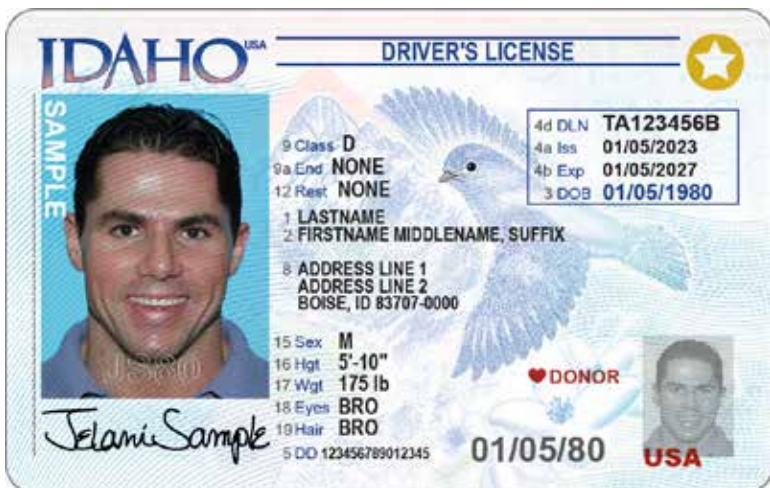 IDAHO USA
DRIVER'S LICENSE
SAMPLE
4d DLN TA123456B
4a Iss 01/05/2023
4b Exp 01/05/2027
3 DOB 01/05/1980
9 Class D
9a End NONE
12 Rest NONE
1 LASTNAME
2 FIRSTNAME MIDDLENAME, SUFFIX
8 ADDRESS LINE 1
ADDRESS LINE 2
BOISE, ID 83707-0000
15 Sex M
16 Hgt 5'-10"
17 Wgt 175 lb
18 Eyes BRO
19 Hair BRO
5 DD 123456789012345
DONOR
JS80
Jelani Sample
01/05/80
USA